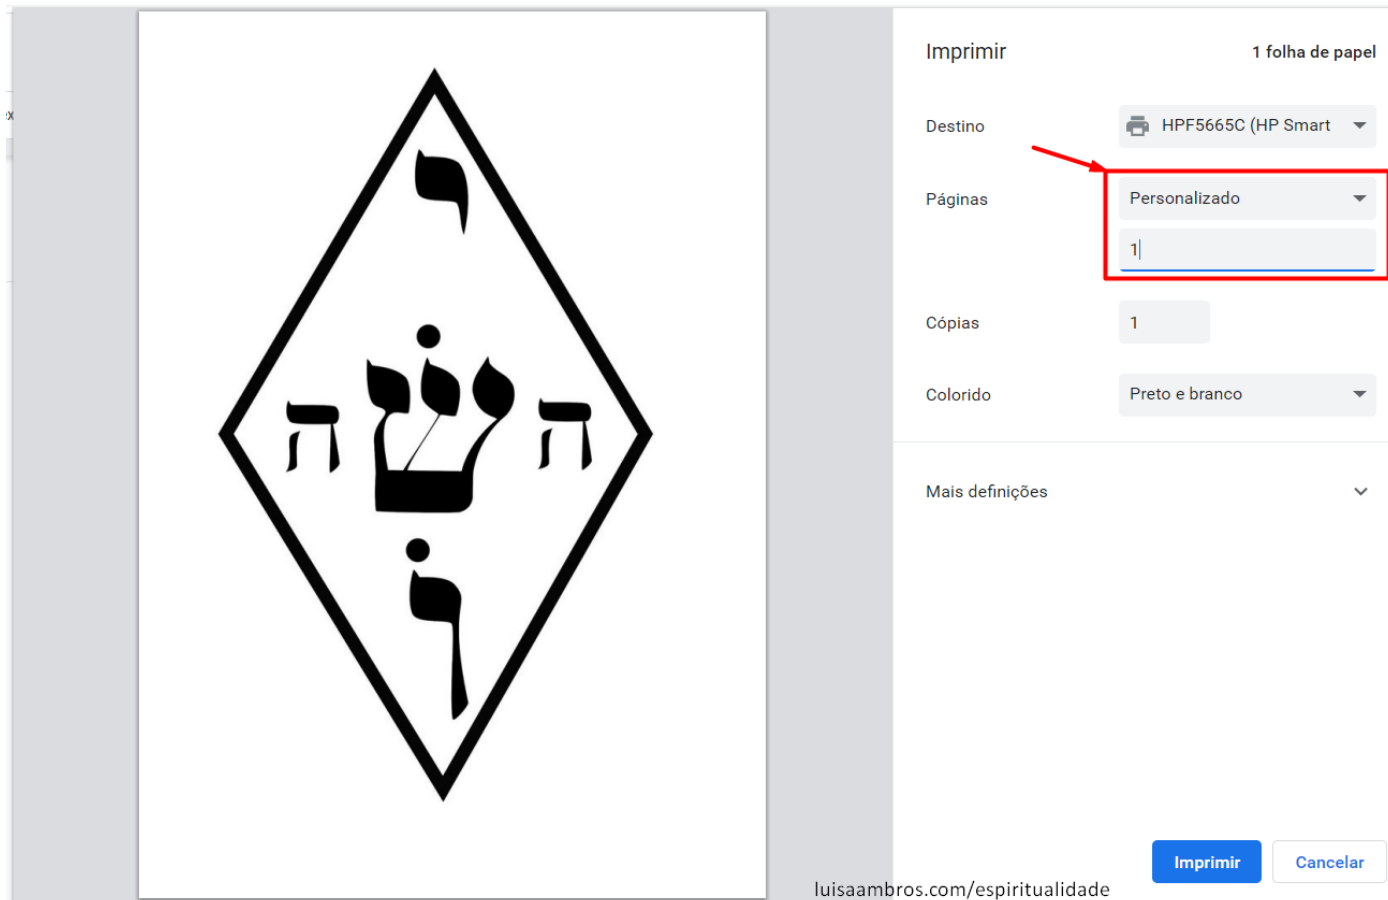 Imprimir
1 folha de papel
Destino
HPF5665C (HP Smart
Páginas
Personalizado
1
Cópias
1
Colorido
Preto e branco
Mais definições
Imprimir
Cancelar
י
השׁה
וֹ
luisaambros.com/espiritualidade